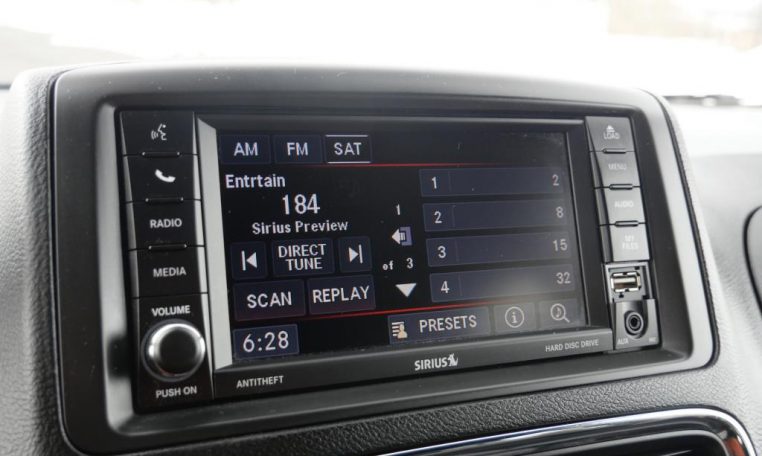 AM FM SAT
Entrtain
184
Sirius Preview
DIRECT
TUNE
SCAN REPLAY
6:28
1
of 3
1 2
2 8
3 15
4 32
PRESETS
RADIO
MEDIA
VOLUME
PUSH ON
LOAD
MENU
AUDIO
MY
FILES
AUX
ANTITHEFT
SIRIUS
HARD DISC DRIVE